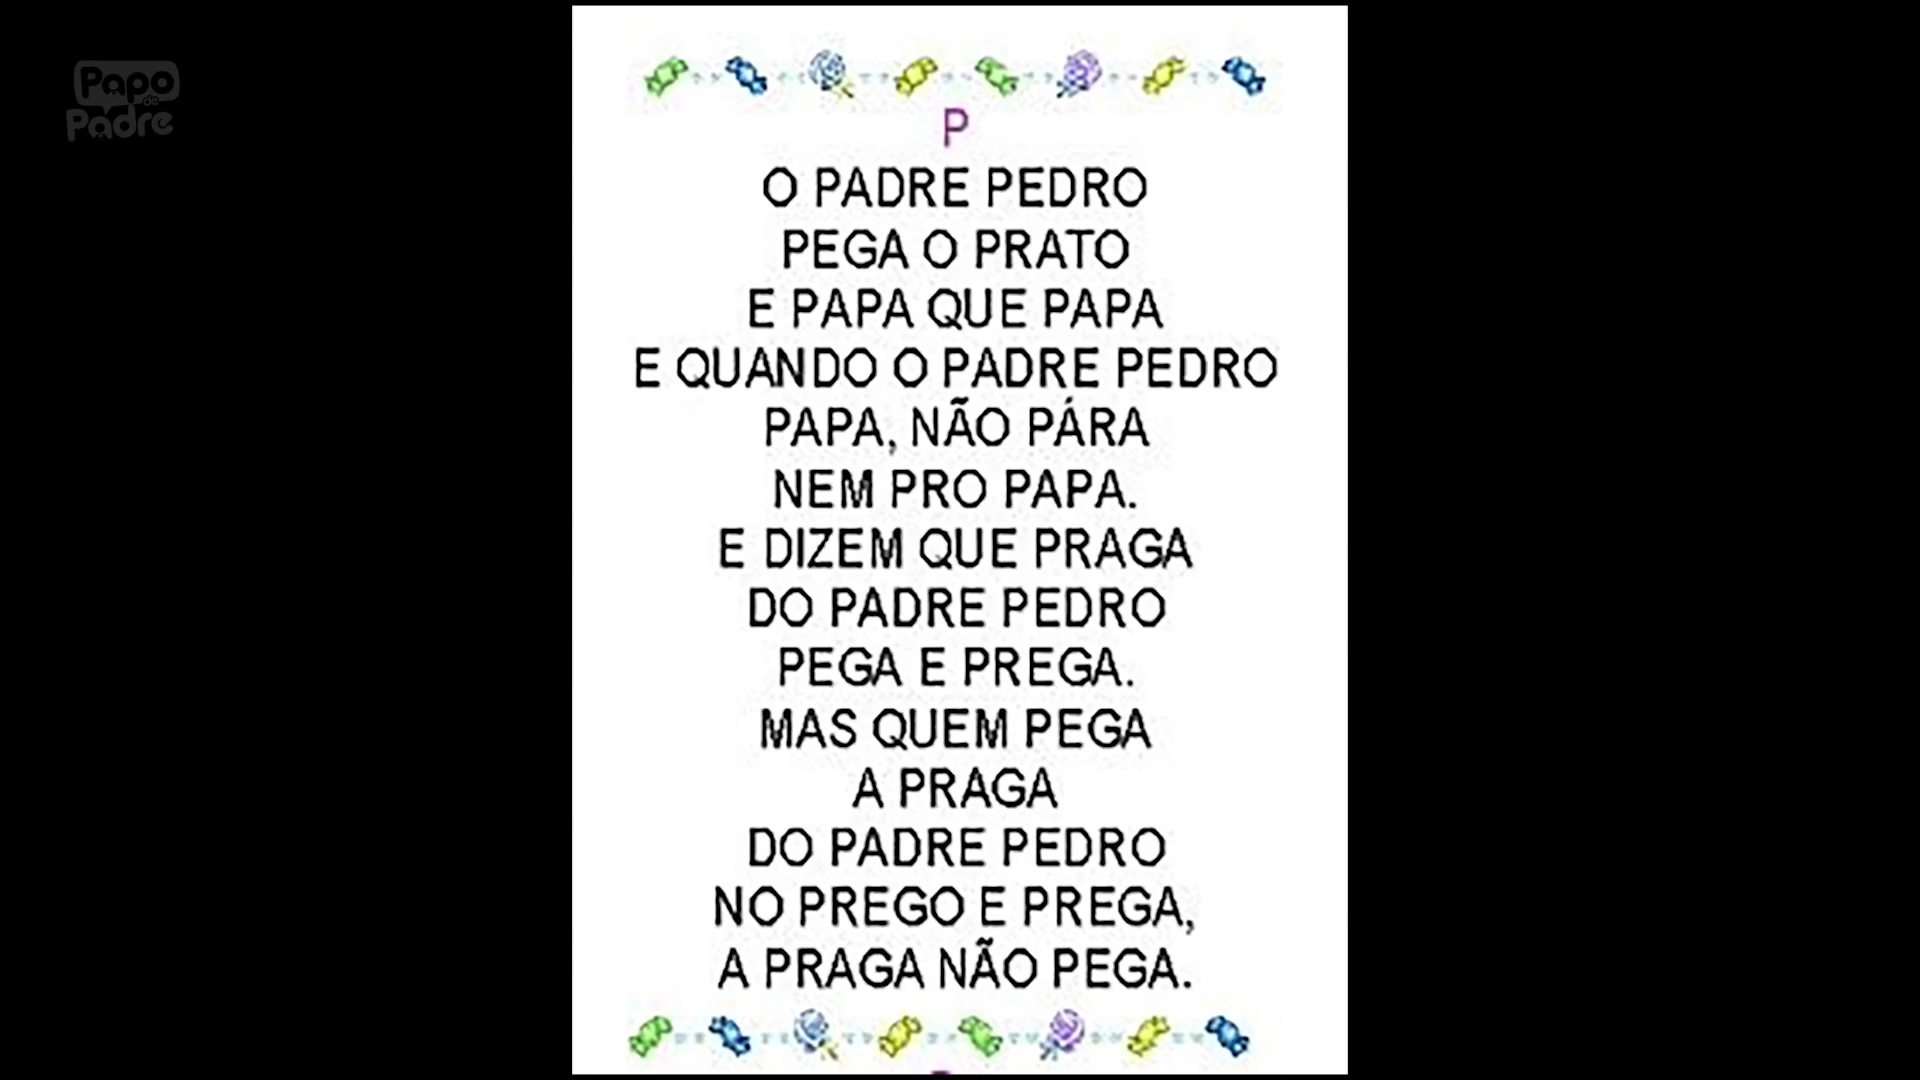 Papo
de
Padre
P
O PADRE PEDRO
PEGA O PRATO
E PAPA QUE PAPA
E QUANDO O PADRE PEDRO
PAPA, NÃO PÁRA
NEM PRO PAPA.
E DIZEM QUE PRAGA
DO PADRE PEDRO
PEGA E PREGA.
MAS QUEM PEGA
A PRAGA
DO PADRE PEDRO
NO PREGO E PREGA,
A PRAGA NÃO PEGA.